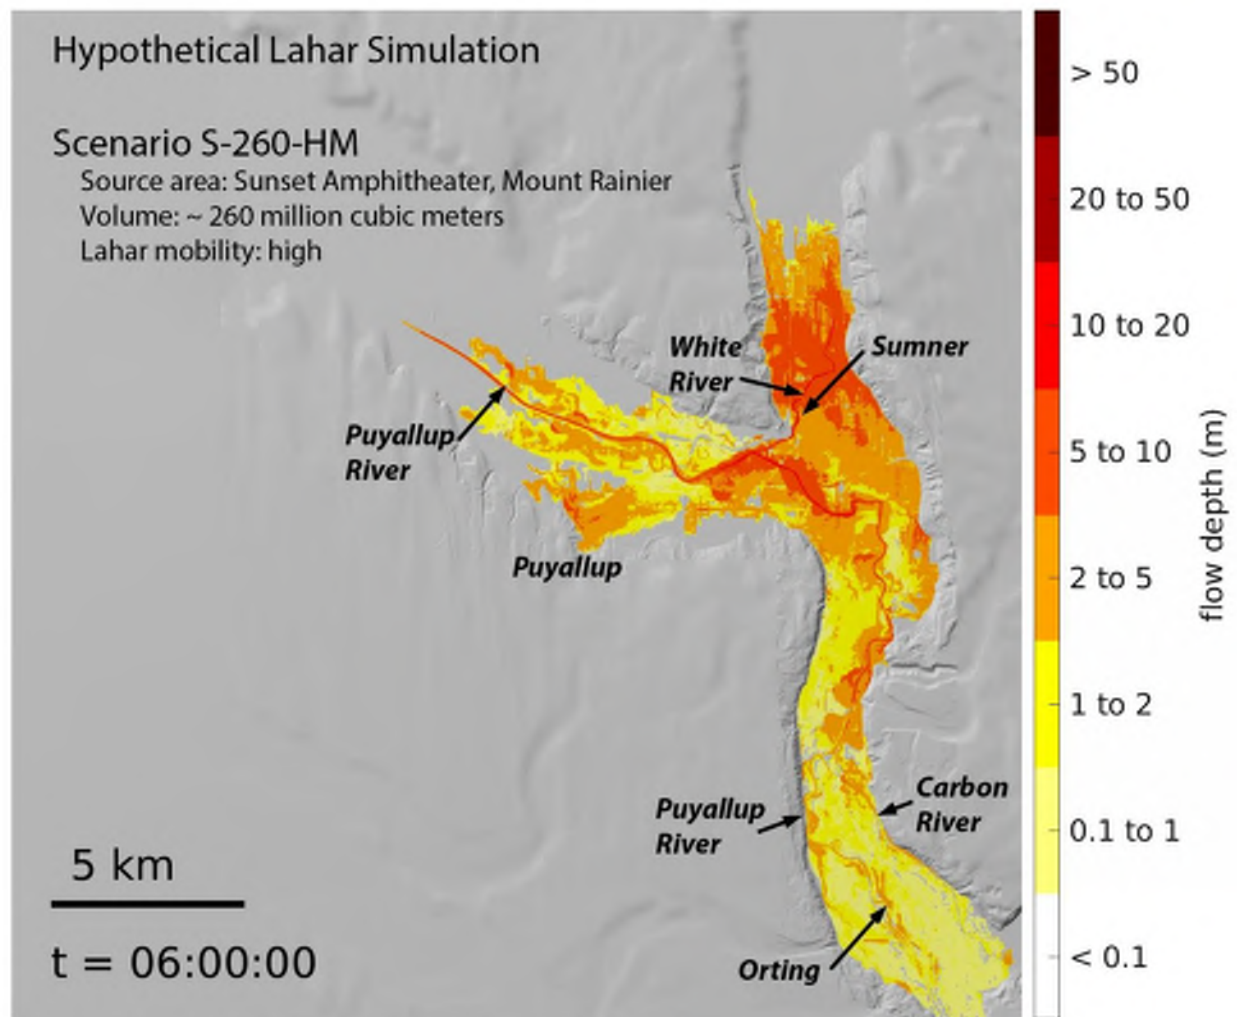 Hypothetical Lahar Simulation
Scenario S-260-HM
Source area: Sunset Amphitheater, Mount Rainier
Volume: ~ 260 million cubic meters
Lahar mobility: high
White
River
Sumner
Puyallup
River
Puyallup
Puyallup
River
Carbon
River
Orting
5 km
t = 06:00:00
> 50
20 to 50
10 to 20
5 to 10
2 to 5
1 to 2
0.1 to 1
< 0.1
flow depth (m)